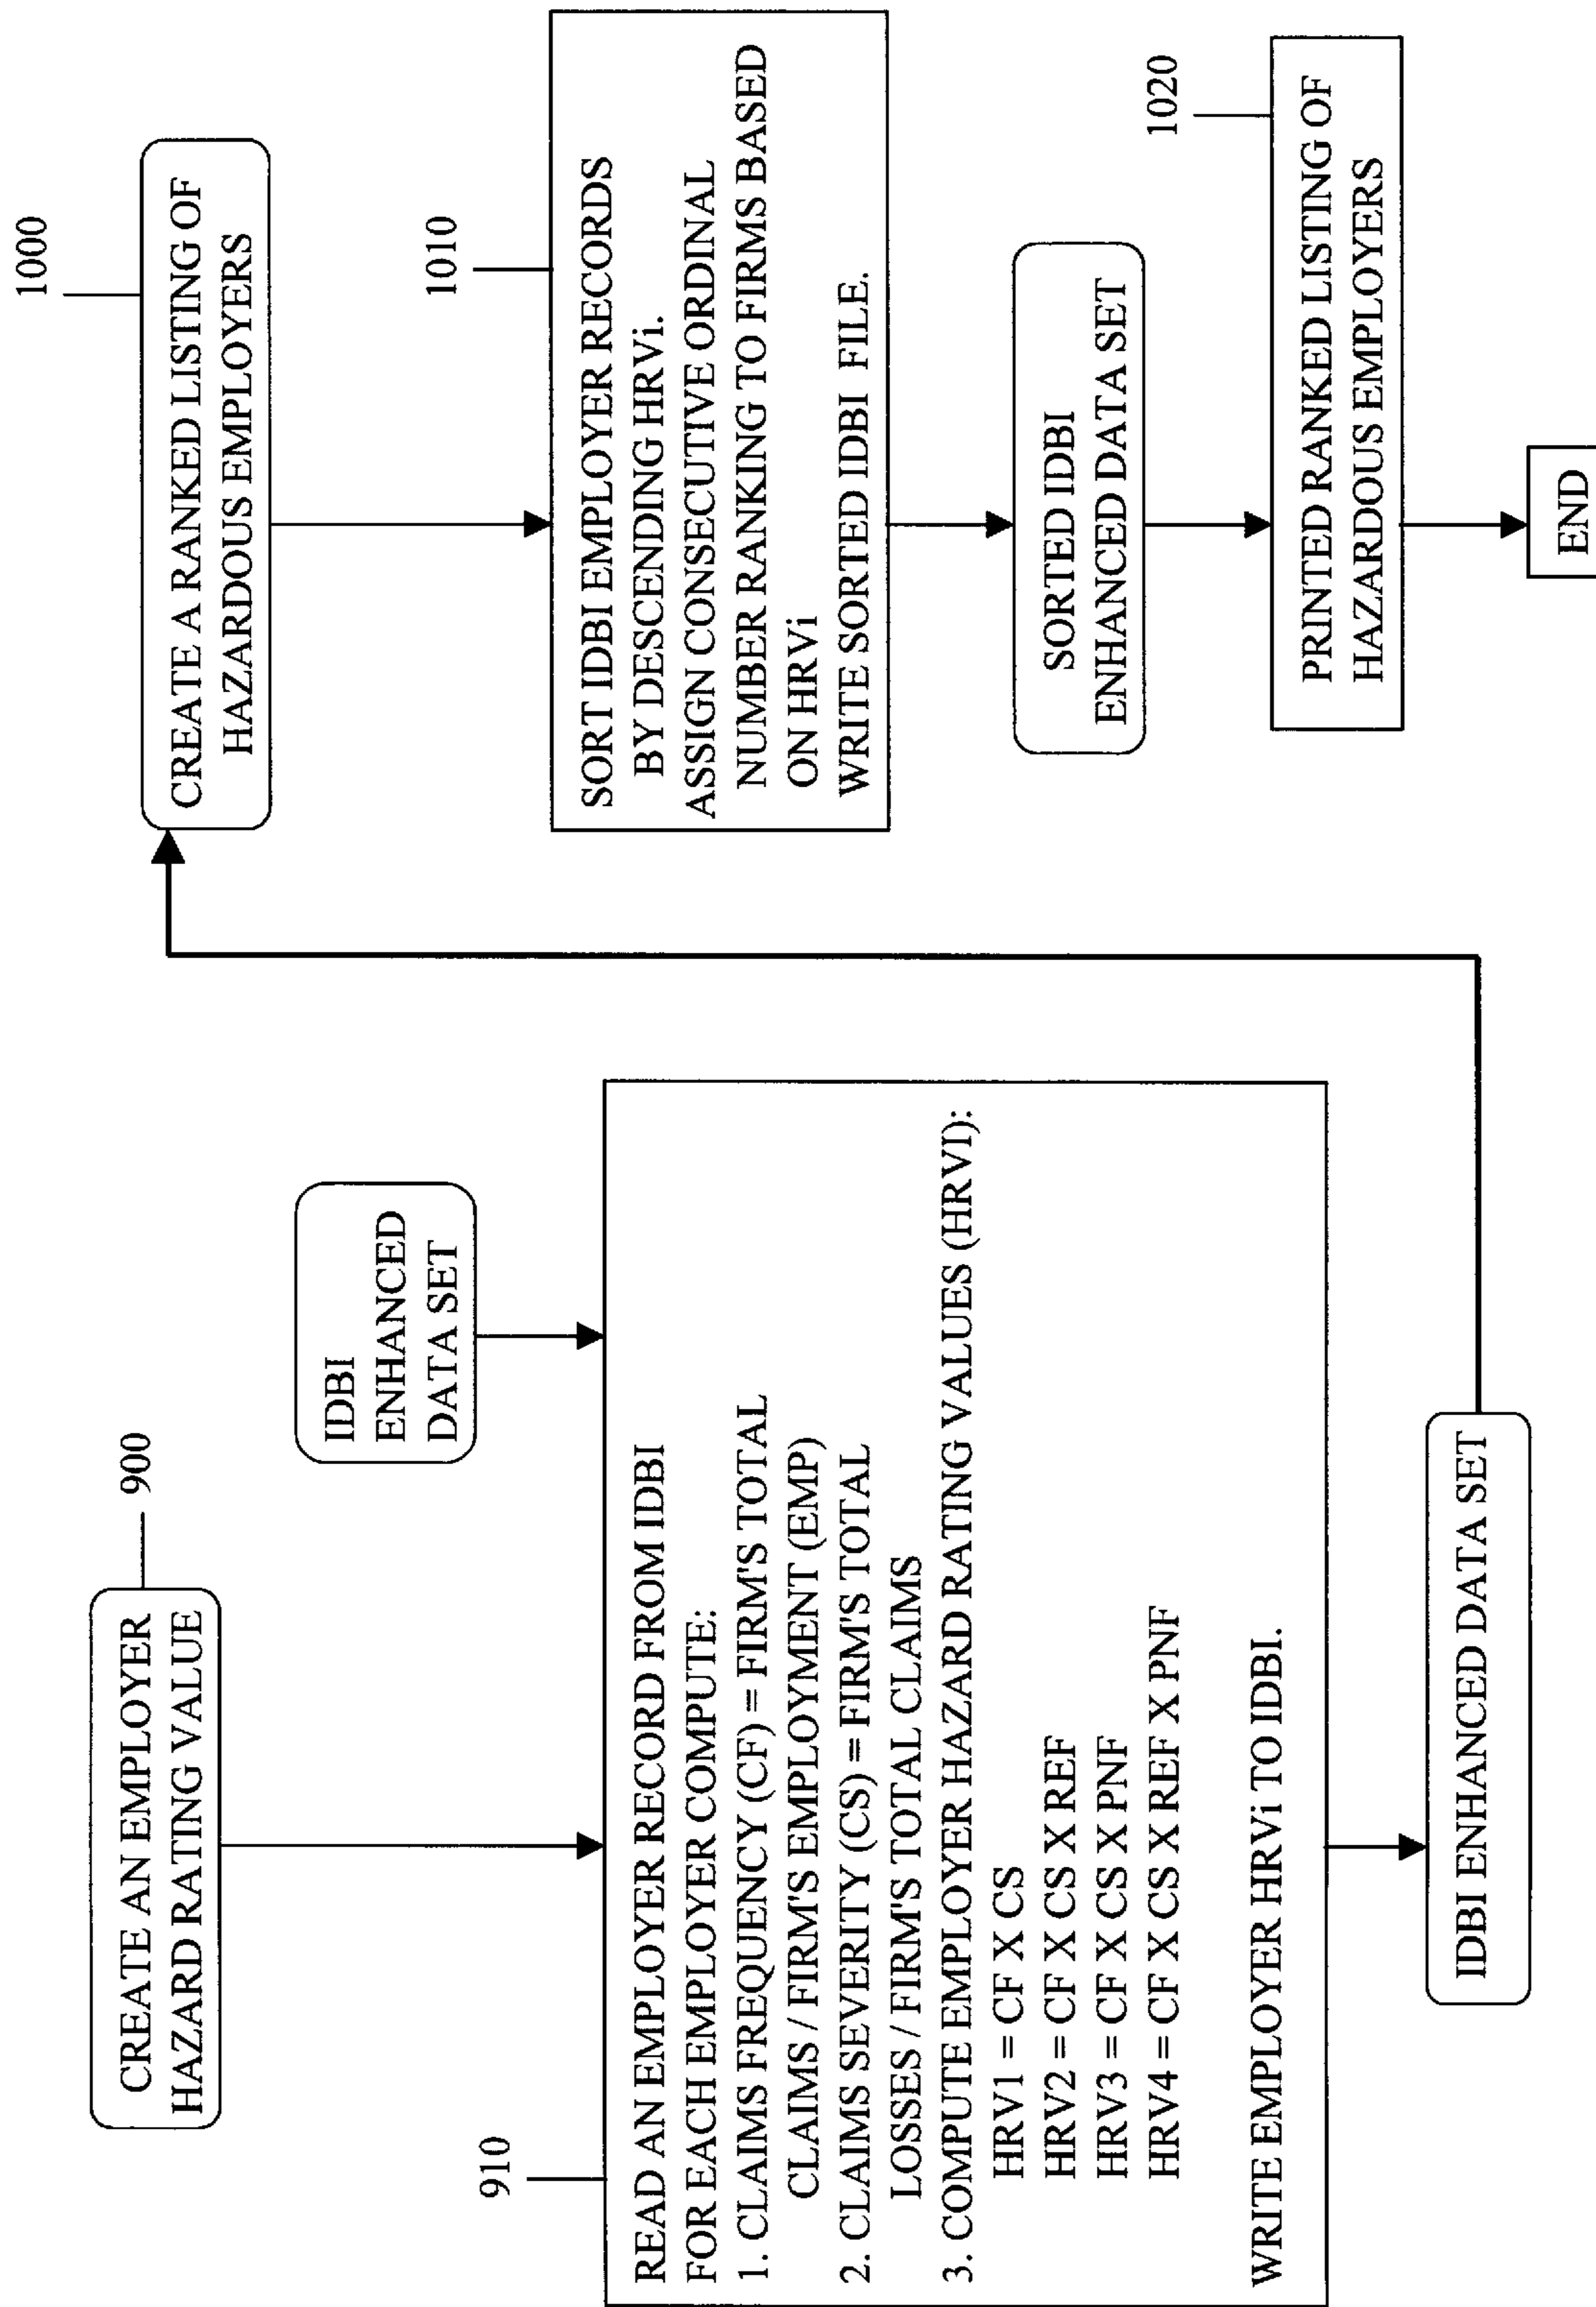 CREATE AN EMPLOYER
HAZARD RATING VALUE
900
IDBI
ENHANCED
DATA SET
910
READ AN EMPLOYER RECORD FROM IDBI
FOR EACH EMPLOYER COMPUTE:
1. CLAIMS FREQUENCY (CF) = FIRM'S TOTAL
CLAIMS / FIRM'S EMPLOYMENT (EMP)
2. CLAIMS SEVERITY (CS) = FIRM'S TOTAL
LOSSES / FIRM'S TOTAL CLAIMS
3. COMPUTE EMPLOYER HAZARD RATING VALUES (HRVI):
HRV1 = CF X CS
HRV2 = CF X CS X REF
HRV3 = CF X CS X PNF
HRV4 = CF X CS X REF X PNF
WRITE EMPLOYER HRVi TO IDBI.
IDBI ENHANCED DATA SET
1000
CREATE A RANKED LISTING OF
HAZARDOUS EMPLOYERS
1010
SORT IDBI EMPLOYER RECORDS
BY DESCENDING HRVi.
ASSIGN CONSECUTIVE ORDINAL
NUMBER RANKING TO FIRMS BASED
ON HRVi
WRITE SORTED IDBI FILE.
SORTED IDBI
ENHANCED DATA SET
1020
PRINTED RANKED LISTING OF
HAZARDOUS EMPLOYERS
END